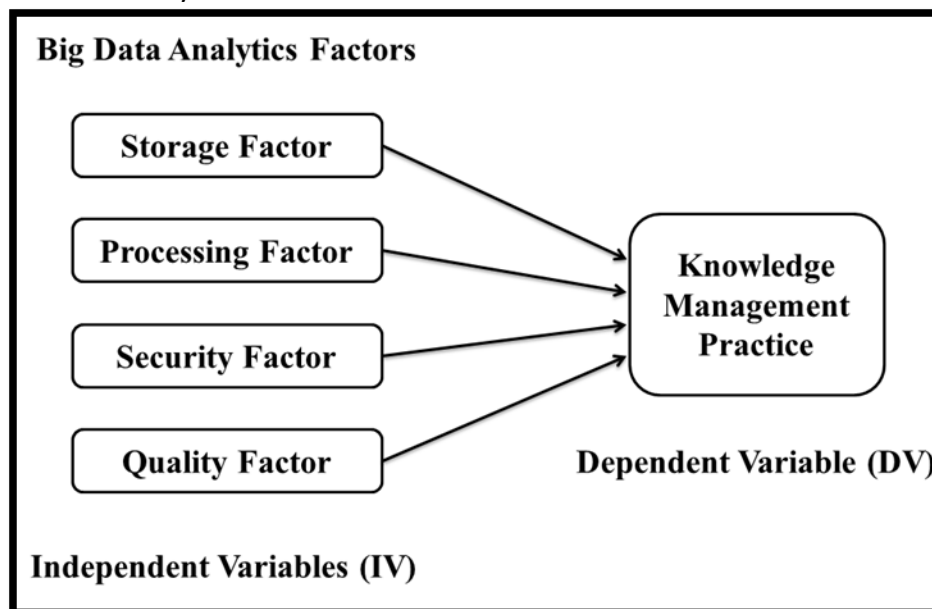 Big Data Analytics Factors
Storage Factor
Processing Factor
Security Factor
Quality Factor
Knowledge
Management
Practice
Dependent Variable (DV)
Independent Variables (IV)